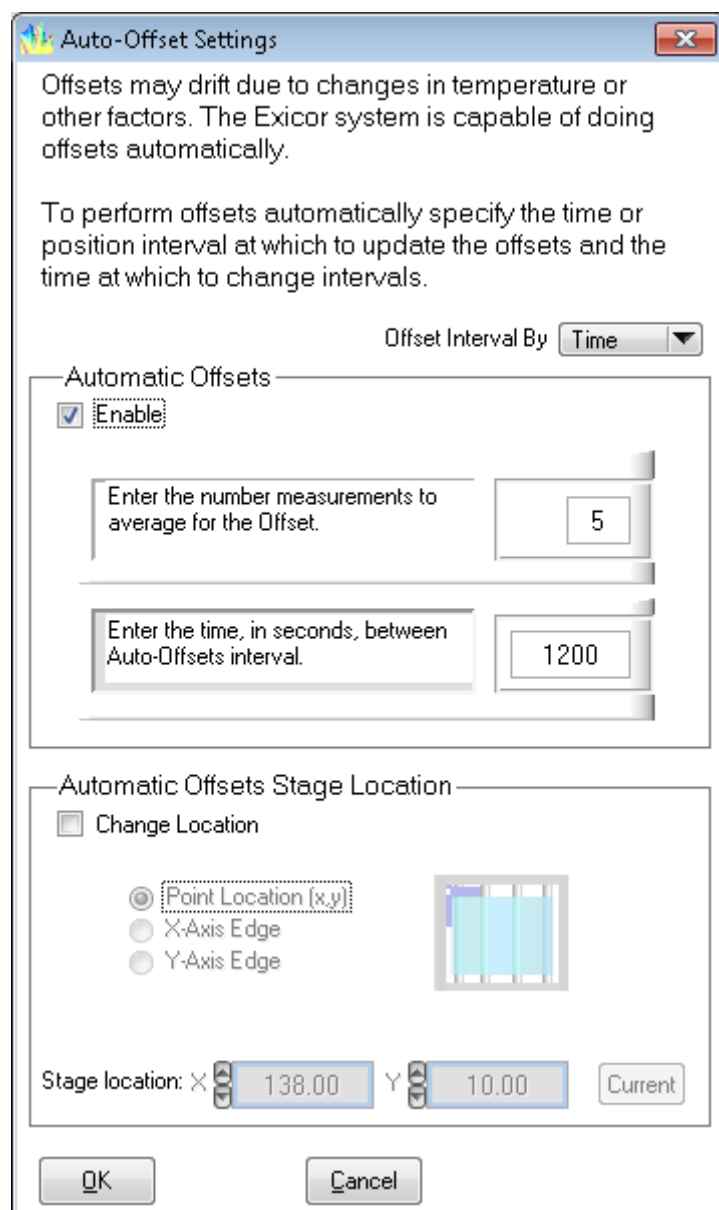 Auto-Offset Settings
Offsets may drift due to changes in temperature or
other factors. The Exicor system is capable of doing
offsets automatically.
To perform offsets automatically specify the time or
position interval at which to update the offsets and the
time at which to change intervals.
Offset Interval By Time
Automatic Offsets
Enable
Enter the number measurements to
average for the Offset.
5
Enter the time, in seconds, between
Auto-Offsets interval.
1200
Automatic Offsets Stage Location
Change Location
Point Location (x,y)
X-Axis Edge
Y-Axis Edge
Stage location: X 138.00 Y 10.00 Current
OK Cancel